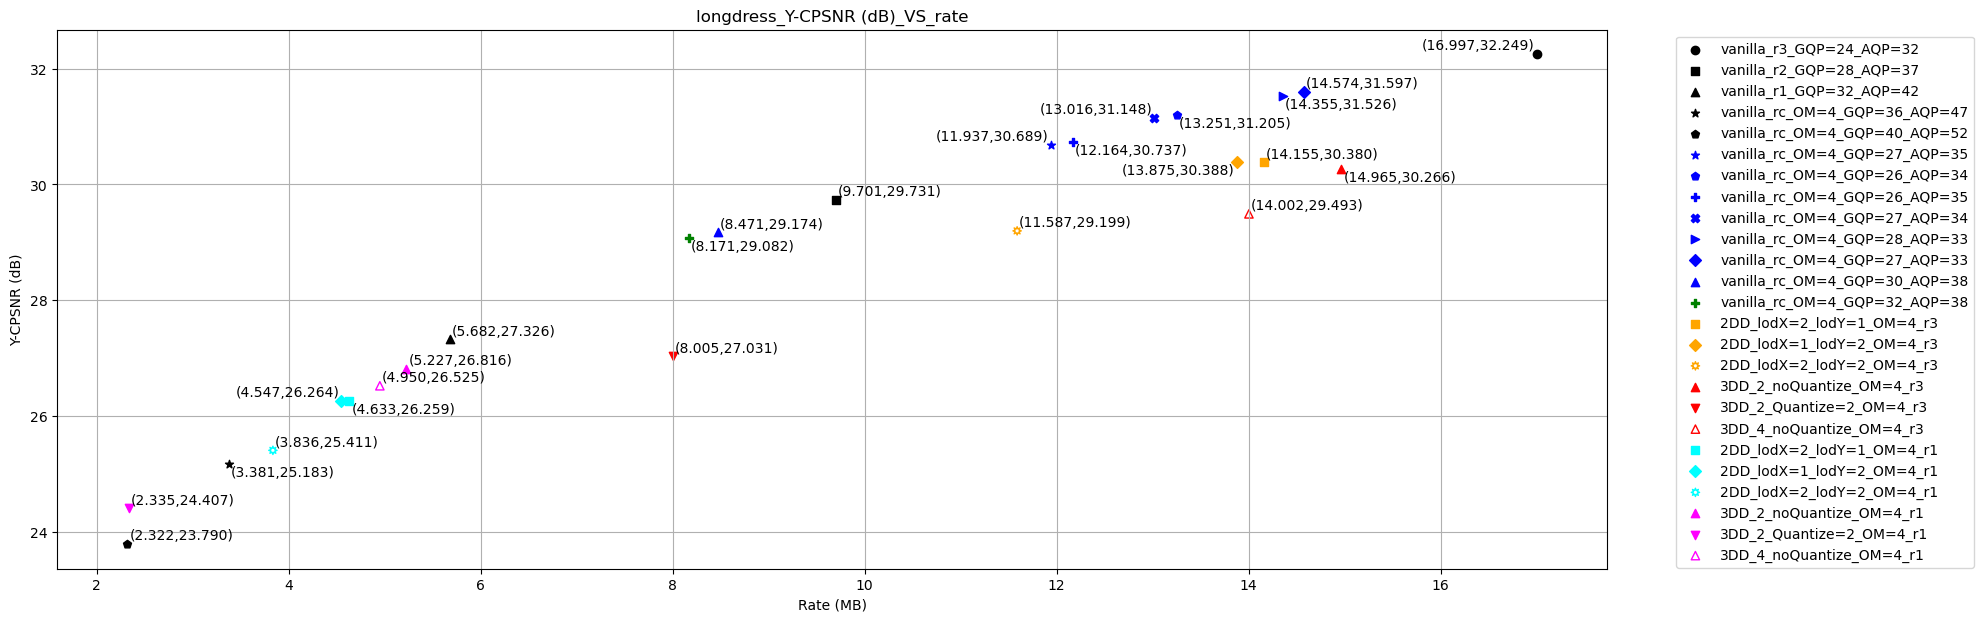 longdress_Y-CPSNR (dB)_VS_rate
(16.997,32.249)
(14.574,31.597)
(14.355,31.526)
(13.016,31.148)
(13.251,31.205)
(11.937,30.689)
(12.164,30.737)
(14.155,30.380)
(13.875,30.388)
(14.965,30.266)
(9.701,29.731)
(14.002,29.493)
(11.587,29.199)
(8.471,29.174)
(8.171,29.082)
(5.682,27.326)
(8.005,27.031)
(5.227,26.816)
(4.950,26.525)
(4.547,26.264)
(4.633,26.259)
(3.836,25.411)
(3.381,25.183)
(2.335,24.407)
(2.322,23.790)
32
30
28
26
24
Y-CPSNR (dB)
2 4 6 8 10 12 14 16
Rate (MB)
vanilla_r3_GQP=24_AQP=32
vanilla_r2_GQP=28_AQP=37
vanilla_r1_GQP=32_AQP=42
vanilla_rc_OM=4_GQP=36_AQP=47
vanilla_rc_OM=4_GQP=40_AQP=52
vanilla_rc_OM=4_GQP=27_AQP=35
vanilla_rc_OM=4_GQP=26_AQP=34
vanilla_rc_OM=4_GQP=26_AQP=35
vanilla_rc_OM=4_GQP=27_AQP=34
vanilla_rc_OM=4_GQP=28_AQP=33
vanilla_rc_OM=4_GQP=27_AQP=33
vanilla_rc_OM=4_GQP=30_AQP=38
vanilla_rc_OM=4_GQP=32_AQP=38
2DD_lodX=2_lodY=1_OM=4_r3
2DD_lodX=1_lodY=2_OM=4_r3
2DD_lodX=2_lodY=2_OM=4_r3
3DD_2_noQuantize_OM=4_r3
3DD_2_Quantize=2_OM=4_r3
3DD_4_noQuantize_OM=4_r3
2DD_lodX=2_lodY=1_OM=4_r1
2DD_lodX=1_lodY=2_OM=4_r1
2DD_lodX=2_lodY=2_OM=4_r1
3DD_2_noQuantize_OM=4_r1
3DD_2_Quantize=2_OM=4_r1
3DD_4_noQuantize_OM=4_r1